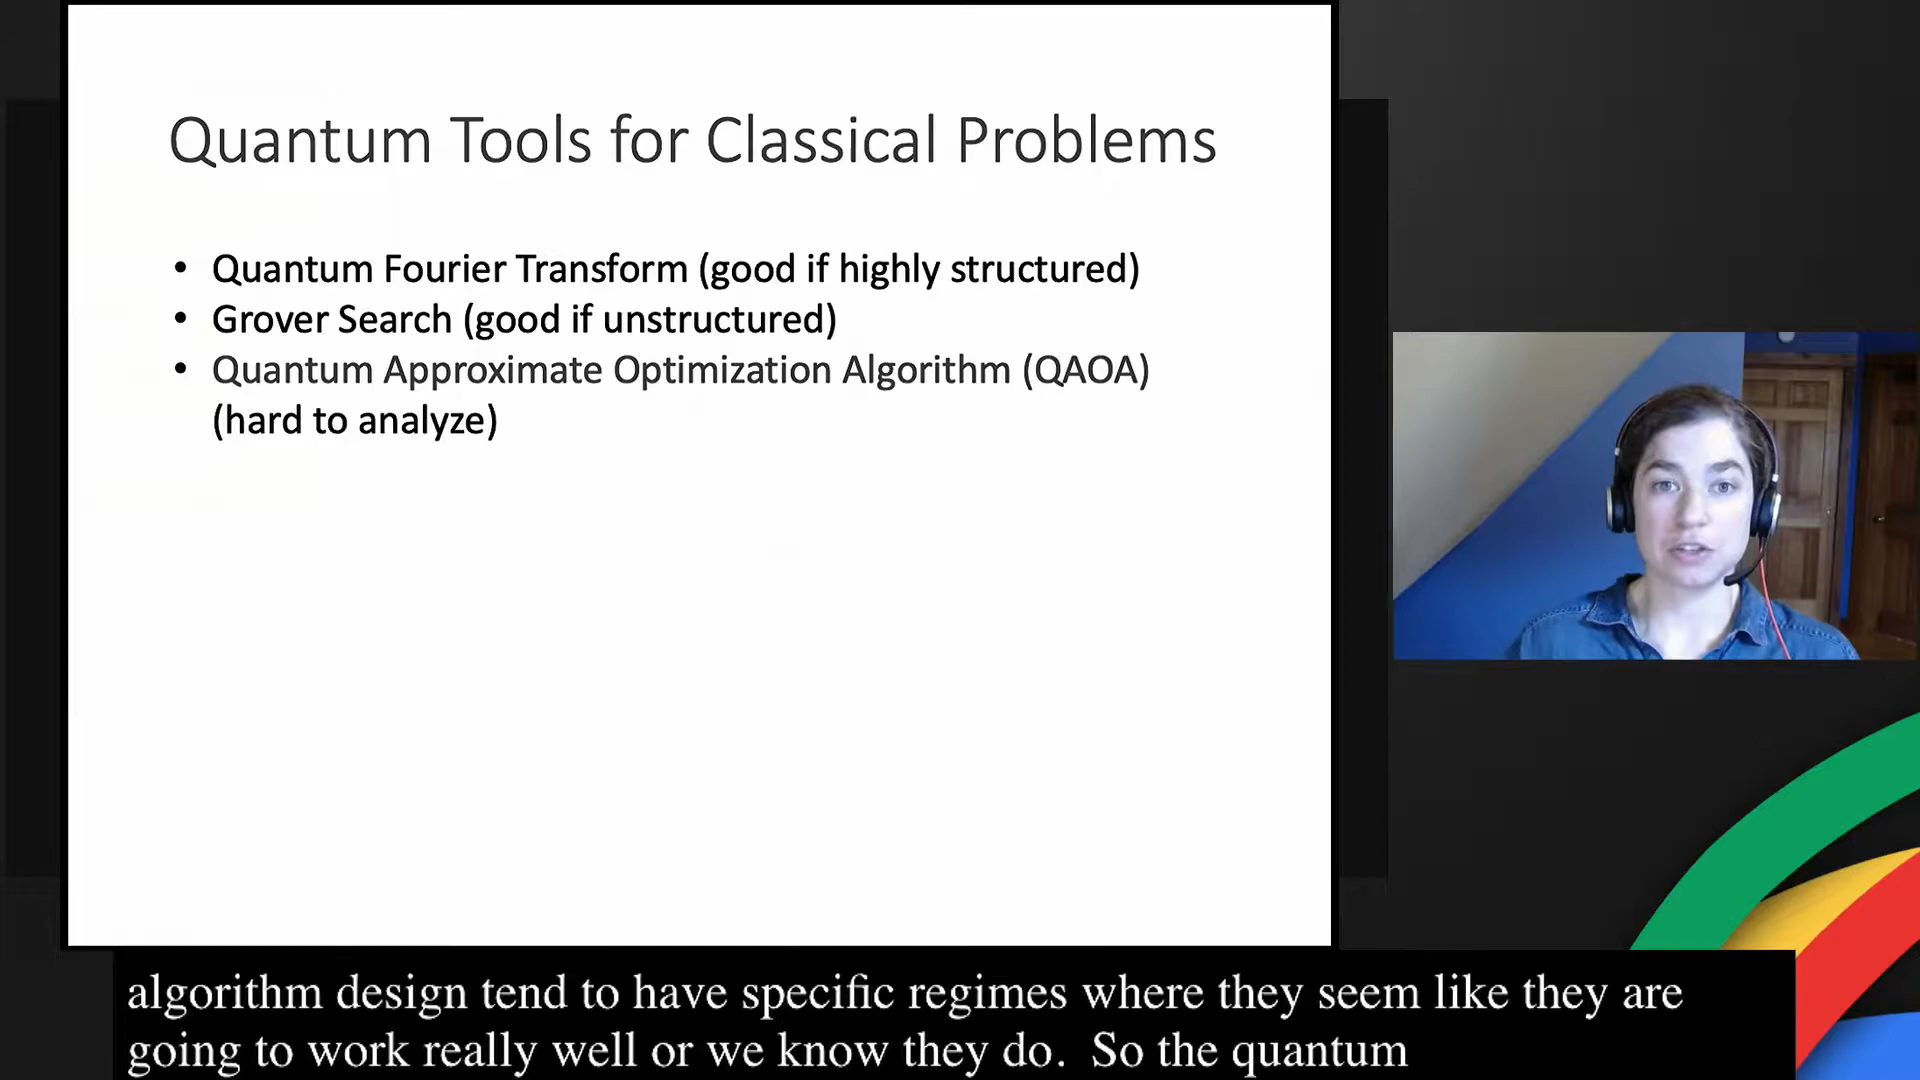 Quantum Tools for Classical Problems
• Quantum Fourier Transform (good if highly structured)
• Grover Search (good if unstructured)
• Quantum Approximate Optimization Algorithm (QAOA)
(hard to analyze)
algorithm design tend to have specific regimes where they seem like they are
going to work really well or we know they do. So the quantum